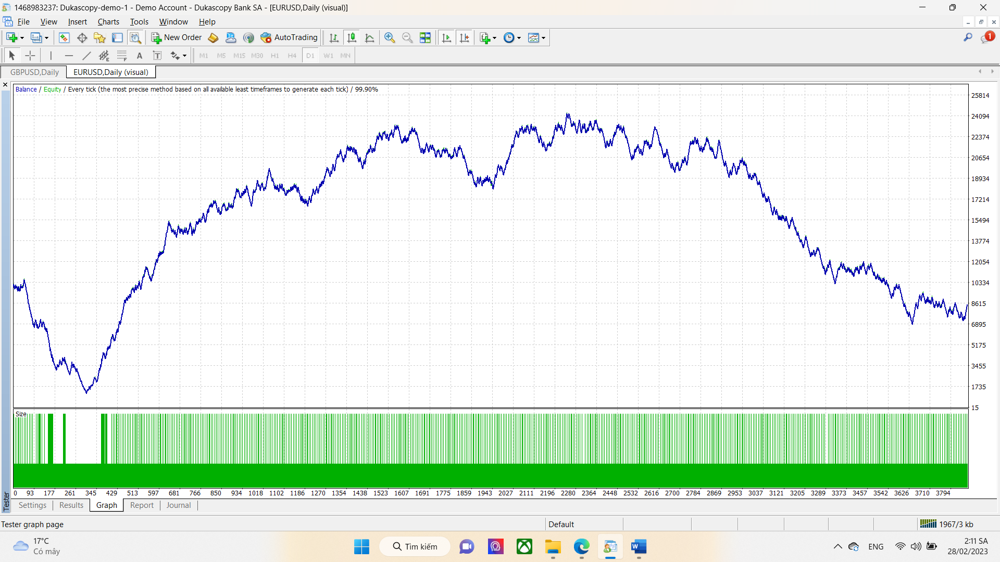 1468983237: Dukascopy-demo-1 - Demo Account - Dukascopy Bank SA - [EURUSD,Daily (visual)]
File View Insert Charts Tools Window Help
New Order AutoTrading 1
A T M1 M5 M15 M30 H1 H4 D1 W1 MN
GBPUSD,Daily EURUSD,Daily (visual)
Balance / Equity / Every tick (the most precise method based on all available least timeframes to generate each tick) / 99.90%
25814
24094
22374
20654
18934
17214
15494
13774
12054
10334
8615
6895
5175
3455
1735
15
Size
0 93 177 261 345 429 513 597 681 766 850 934 1018 1102 1186 1270 1354 1438 1523 1607 1691 1775 1859 1943 2027 2111 2196 2280 2364 2448 2532 2616 2700 2784 2869 2953 3037 3121 3205 3289 3373 3457 3542 3626 3710 3794
Tester
Settings Results Graph Report Journal
Tester graph page Default 1967/3 kb
17°C
Có mây
Tìm kiếm
ENG
2:11 SA
28/02/2023